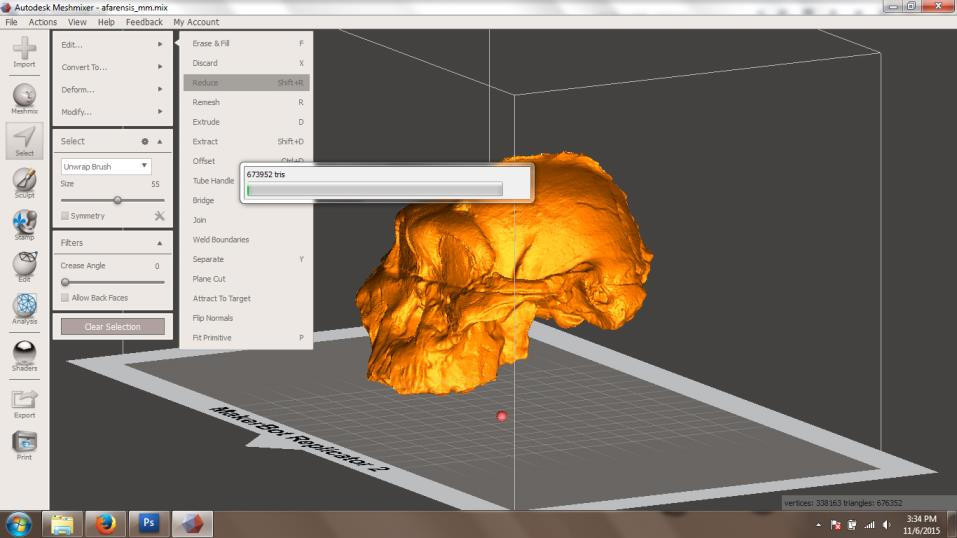 Autodesk Meshmixer - afarensis_mm.mix
File Actions View Help Feedback My Account
Import
Meshmix
Select
Sculpt
Stamp
Edit
Analysis
Shaders
Export
Print
Edit...
Convert To...
Deform...
Modify...
Select
Unwrap Brush
Size 55
Symmetry
Filters
Crease Angle 0
Allow Back Faces
Clear Selection
Erase & Fill F
Discard X
Reduce Shift+R
Remesh R
Extrude D
Extract Shift+D
Offset Ctrl+D
Tube Handle
Bridge
Join
Weld Boundaries
Separate Y
Plane Cut
Attract To Target
Flip Normals
Fit Primitive P
673952 tris
MakerBot Replicator 2
vertices: 338163 triangles: 676352
Ps
3:34 PM
11/6/2015